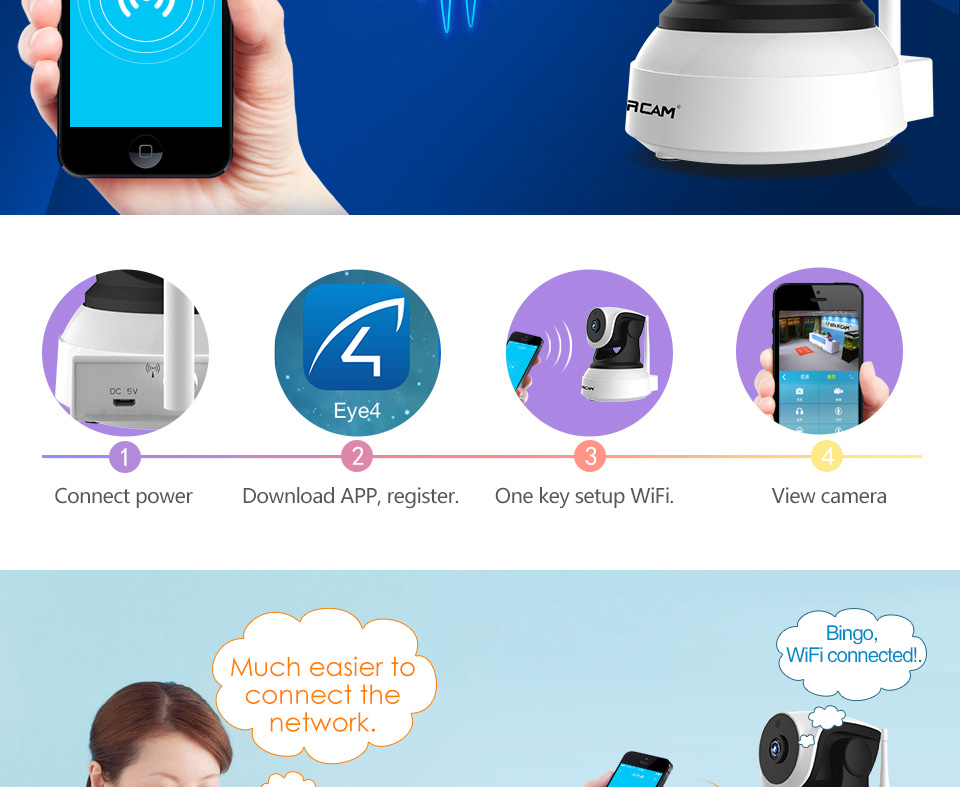 RCAM®
DC 5V
Eye4
1
2
3
4
Connect power
Download APP, register.
One key setup WiFi.
View camera
Much easier to
connect the
network.
Bingo,
WiFi connected!.